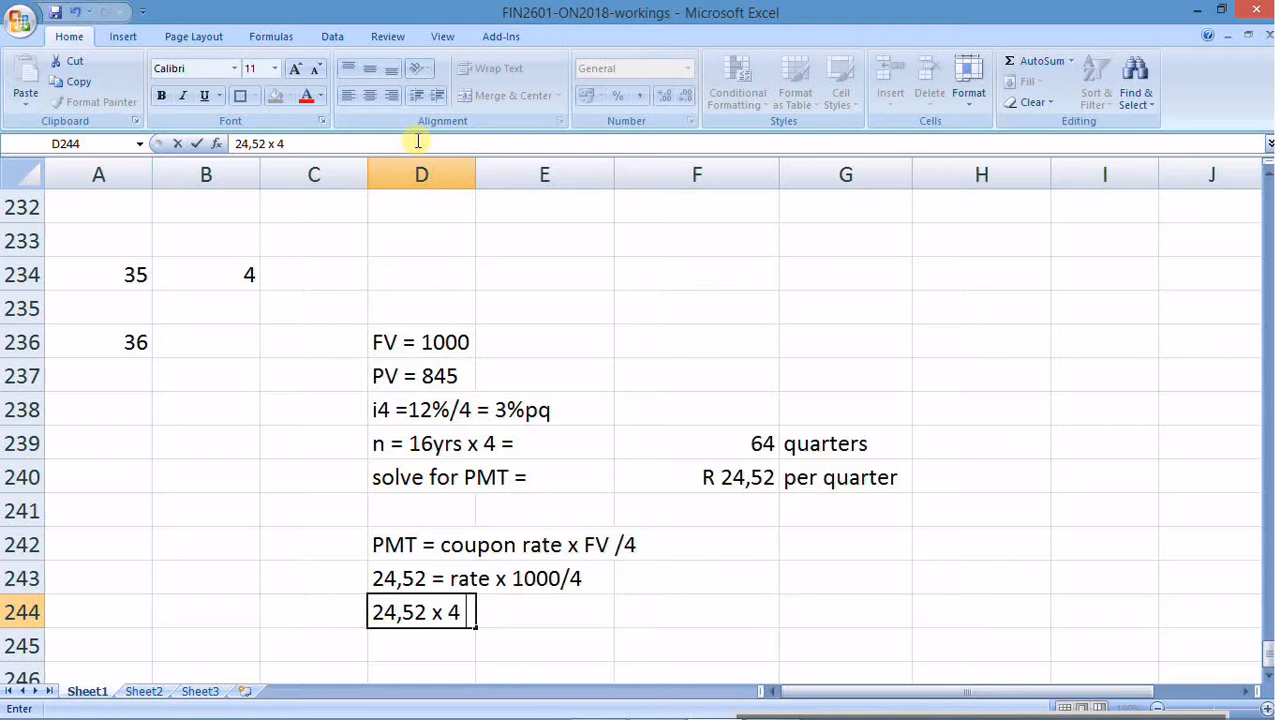 FIN2601-ON2018-workings - Microsoft Excel
Home Insert Page Layout Formulas Data Review View Add-Ins
Paste Cut Copy Format Painter Clipboard
Calibri 11 A A B I U A Font
Wrap Text Merge & Center Alignment
General % , Number
Conditional Formatting Format as Table Cell Styles Styles
Insert Delete Format Cells
Σ AutoSum Fill Clear Sort & Filter Find & Select Editing
D244 fx 24,52 x 4
A B C D E F G H I J
232
233
234 35 4
235
236 36 FV = 1000
237 PV = 845
238 i4 =12%/4 = 3%pq
239 n = 16yrs x 4 = 64 quarters
240 solve for PMT = R 24,52 per quarter
241
242 PMT = coupon rate x FV /4
243 24,52 = rate x 1000/4
244 24,52 x 4
245
246
Sheet1 Sheet2 Sheet3
Enter